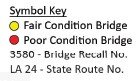 Symbol Key
Fair Condition Bridge
Poor Condition Bridge
3580 - Bridge Recall No.
LA 24 - State Route No.